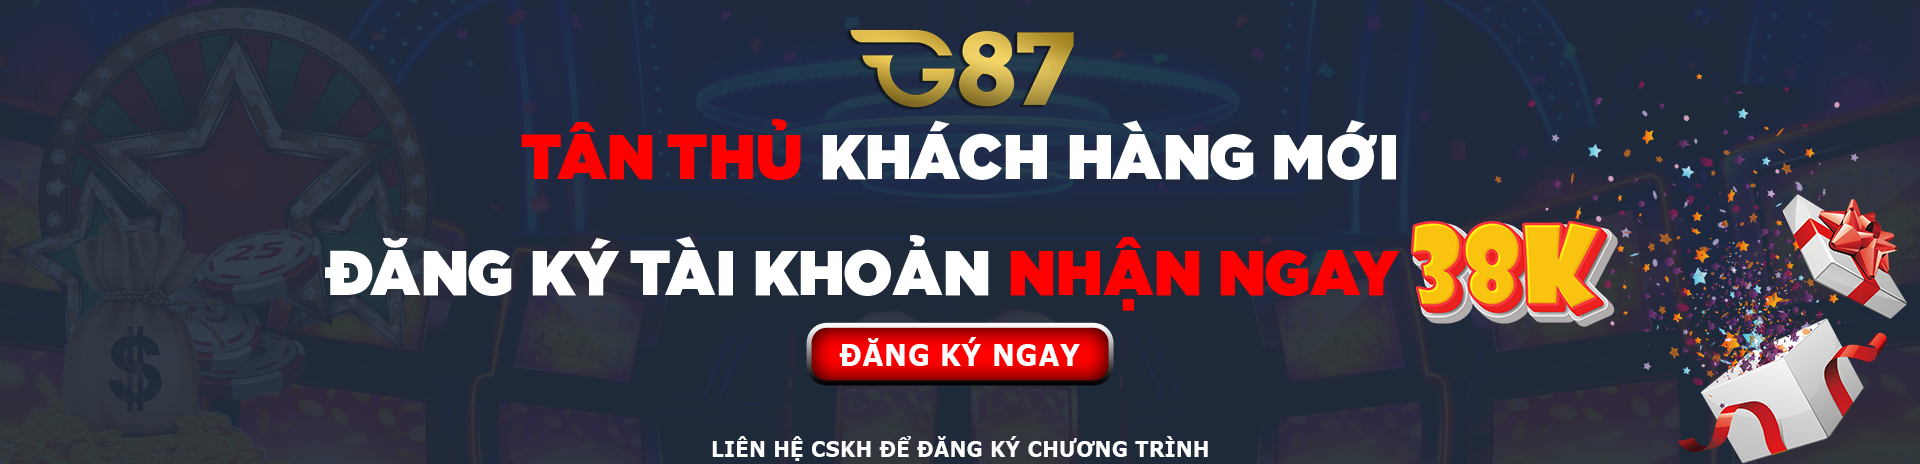 G87
TÂN THỦ KHÁCH HÀNG MỚI
ĐĂNG KÝ TÀI KHOẢN NHẬN NGAY 38K
ĐĂNG KÝ NGAY
LIÊN HỆ CSKH ĐỂ ĐĂNG KÝ CHƯƠNG TRÌNH
25
$